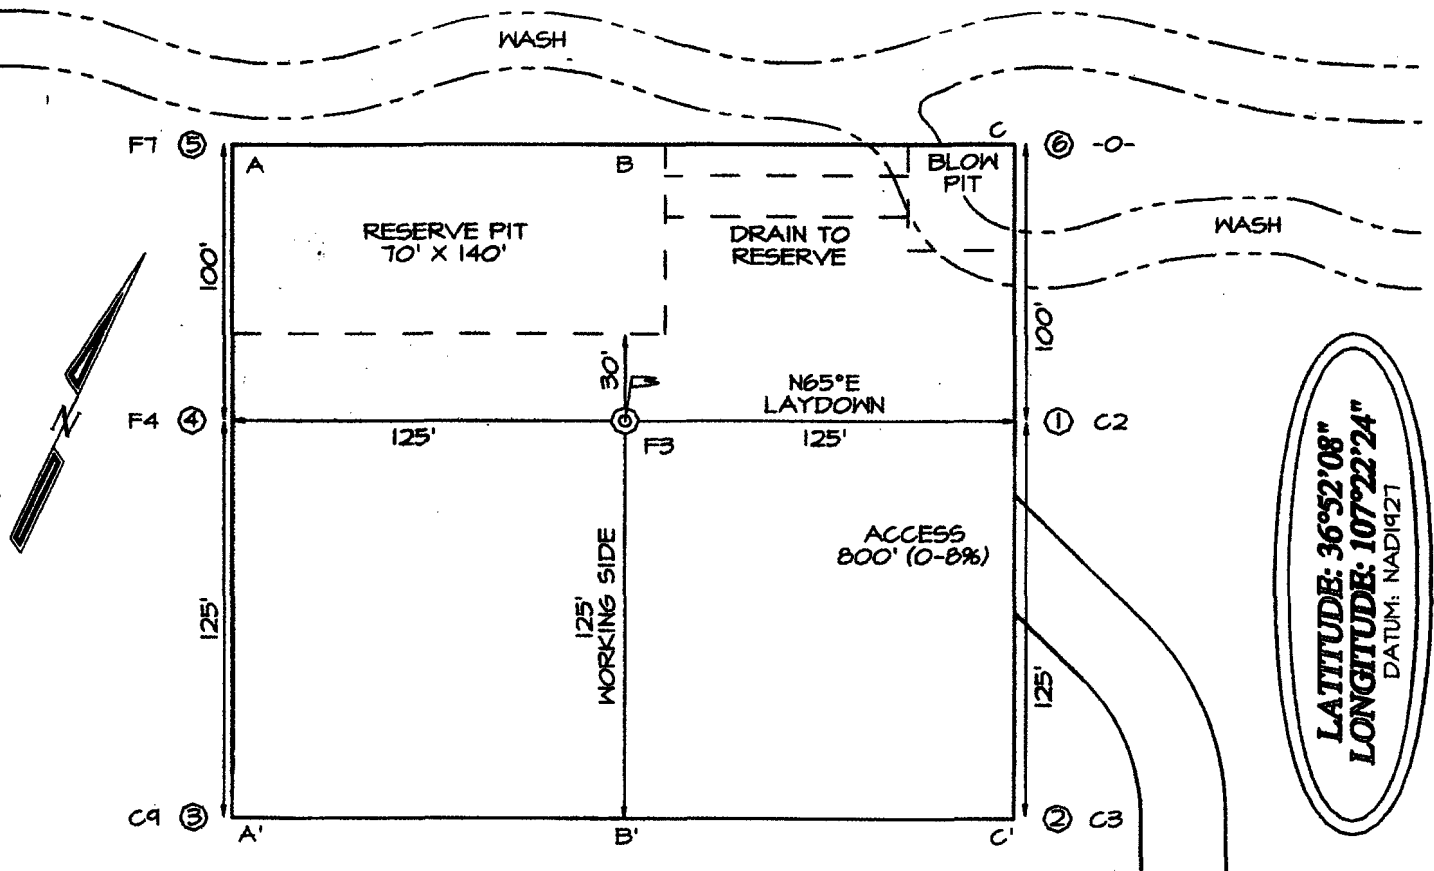 WASH
F7 ⑤
C
⑥ -0-
A
B
BLOW
PIT
RESERVE PIT
70' X 140'
DRAIN TO
RESERVE
WASH
100'
100'
30'
N65°E
LAYDOWN
N
F4 ④
125'
F3
125'
① C2
ACCESS
800' (0-8%)
125'
125'
WORKING SIDE
125'
C9 ③
A'
B'
C'
② C3
LATITUDE: 36°52'08"
LONGITUDE: 107°22'24"
DATUM: NAD1927